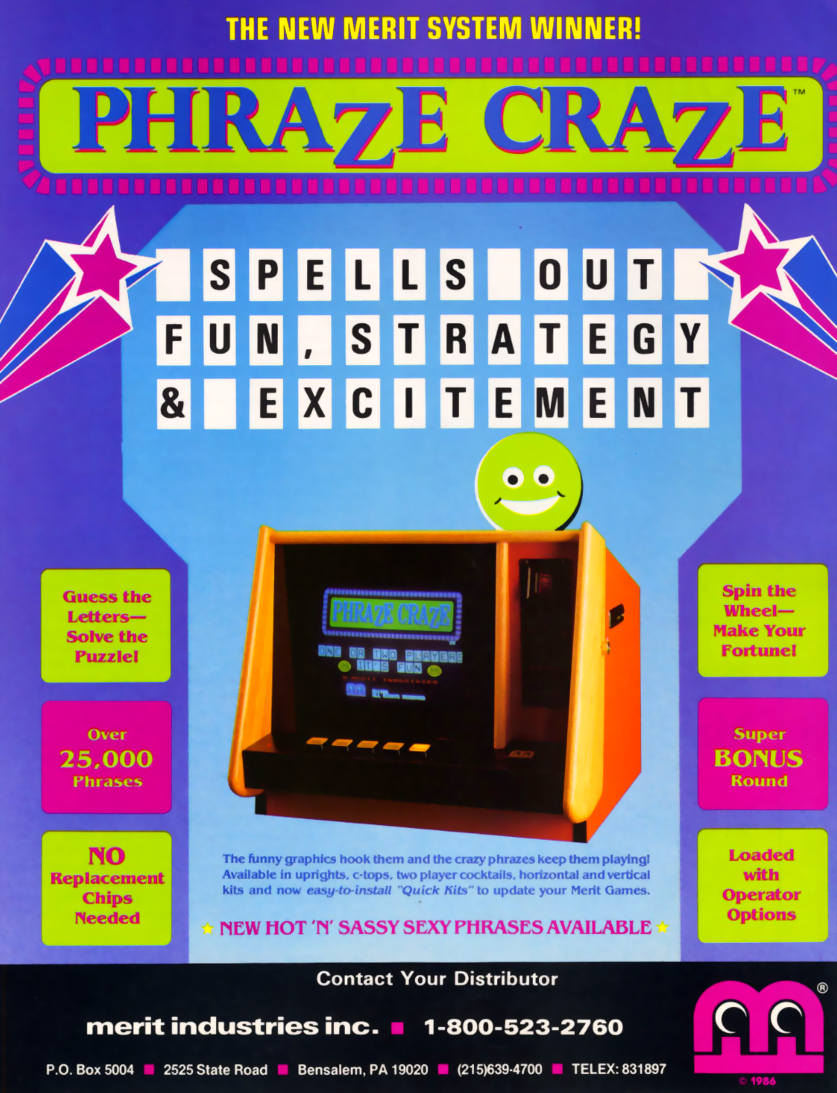 THE NEW MERIT SYSTEM WINNER!
PHRAZE CRAZE™
SPELLS OUT
FUN, STRATEGY
& EXCITEMENT
Guess the
Letters—
Solve the
Puzzle!
Over
25,000
Phrases
NO
Replacement
Chips
Needed
Spin the
Wheel—
Make Your
Fortune!
Super
BONUS
Round
Loaded
with
Operator
Options
PHRAZE CRAZE
ONE OR TWO PLAYERS
IT'S FUN
The funny graphics hook them and the crazy phrazes keep them playing!
Available in uprights, c-tops, two player cocktails, horizontal and vertical
kits and now easy-to-install "Quick Kits" to update your Merit Games.
NEW HOT 'N' SASSY SEXY PHRASES AVAILABLE
Contact Your Distributor
merit industries inc. ■ 1-800-523-2760
P.O. Box 5004 ■ 2525 State Road ■ Bensalem, PA 19020 ■ (215)639-4700 ■ TELEX: 831897
®
© 1986